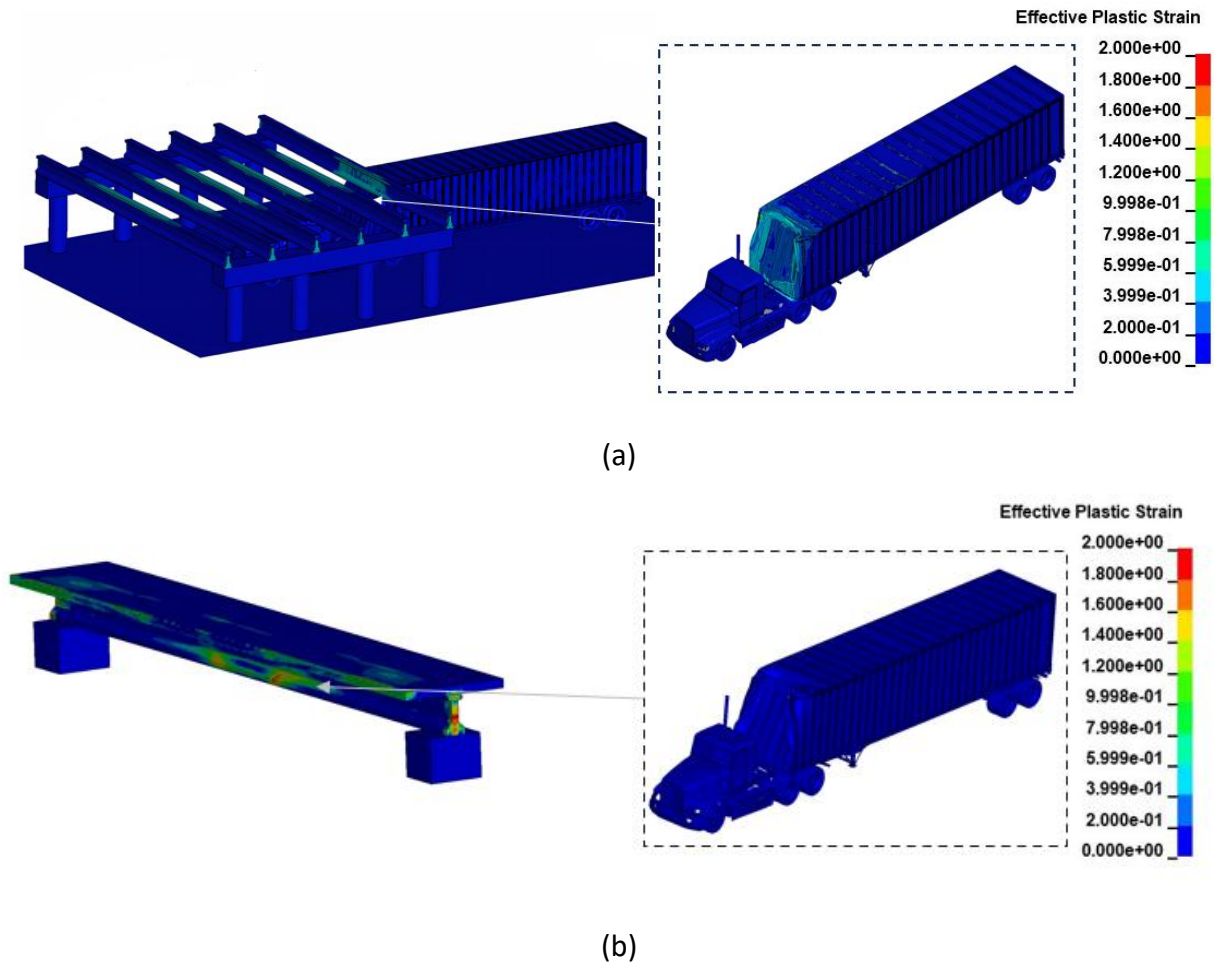 Effective Plastic Strain
2.000e+00
1.800e+00
1.600e+00
1.400e+00
1.200e+00
9.998e-01
7.998e-01
5.999e-01
3.999e-01
2.000e-01
0.000e+00
(a)
Effective Plastic Strain
2.000e+00
1.800e+00
1.600e+00
1.400e+00
1.200e+00
9.998e-01
7.998e-01
5.999e-01
3.999e-01
2.000e-01
0.000e+00
(b)